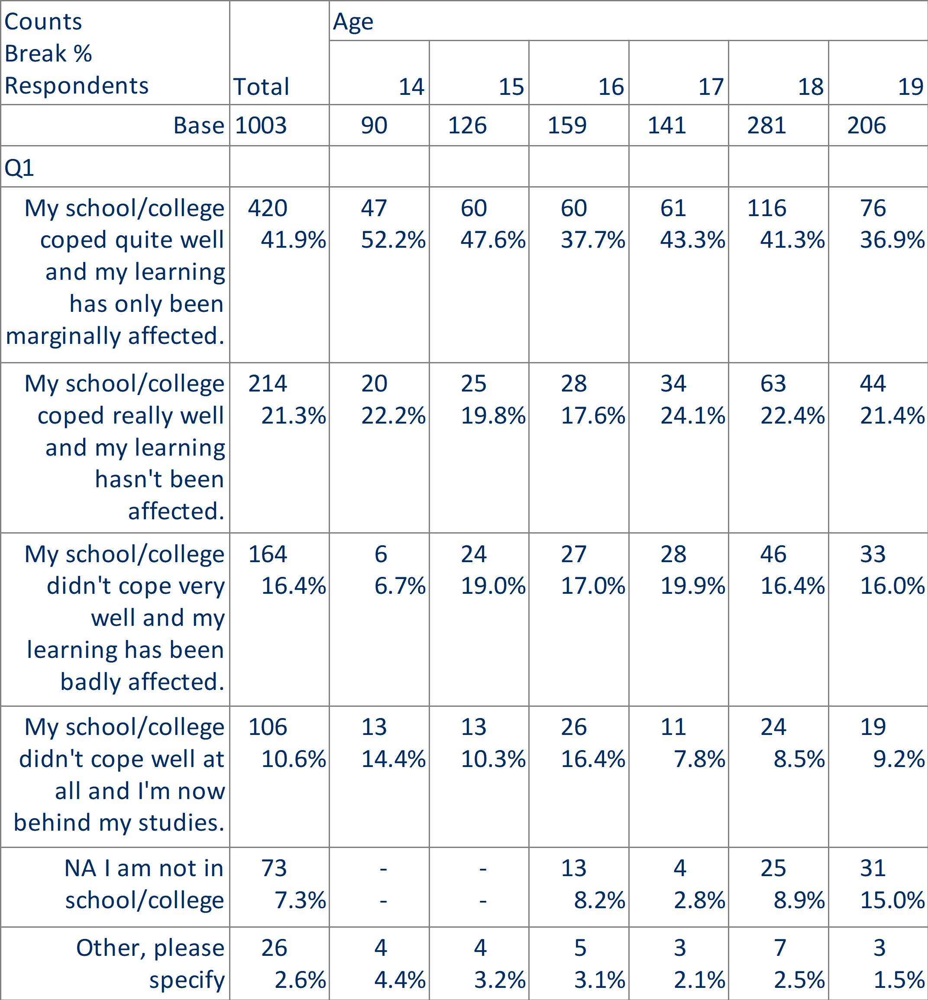 Counts
Break %
Respondents
Total
Age
14 15 16 17 18 19
Base 1003 90 126 159 141 281 206
Q1
My school/college 420 47 60 60 61 116 76
coped quite well 41.9% 52.2% 47.6% 37.7% 43.3% 41.3% 36.9%
and my learning
has only been
marginally affected.
My school/college 214 20 25 28 34 63 44
coped really well 21.3% 22.2% 19.8% 17.6% 24.1% 22.4% 21.4%
and my learning
hasn't been
affected.
My school/college 164 6 24 27 28 46 33
didn't cope very 16.4% 6.7% 19.0% 17.0% 19.9% 16.4% 16.0%
well and my
learning has been
badly affected.
My school/college 106 13 13 26 11 24 19
didn't cope well at 10.6% 14.4% 10.3% 16.4% 7.8% 8.5% 9.2%
all and I'm now
behind my studies.
NA I am not in 73 - - 13 4 25 31
school/college 7.3% - - 8.2% 2.8% 8.9% 15.0%
Other, please 26 4 4 5 3 7 3
specify 2.6% 4.4% 3.2% 3.1% 2.1% 2.5% 1.5%